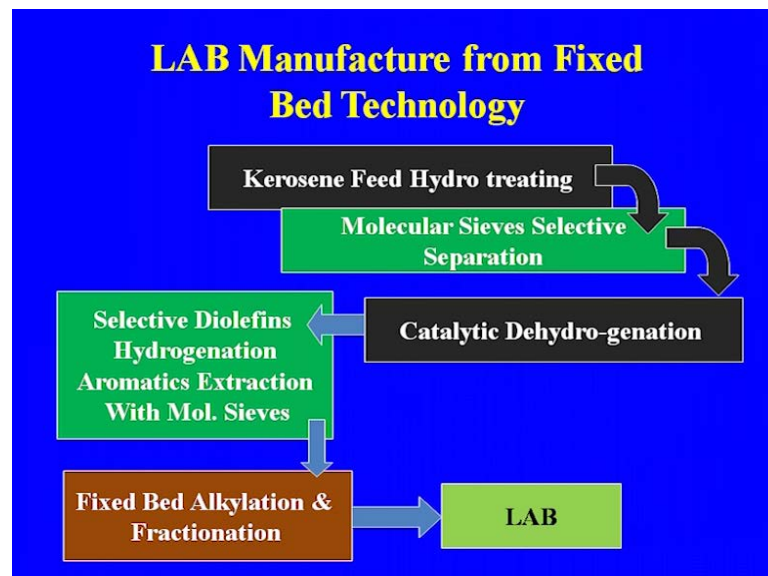 LAB Manufacture from Fixed
Bed Technology
Kerosene Feed Hydro treating
Molecular Sieves Selective
Separation
Catalytic Dehydro-genation
Selective Diolefins
Hydrogenation
Aromatics Extraction
With Mol. Sieves
Fixed Bed Alkylation &
Fractionation
LAB